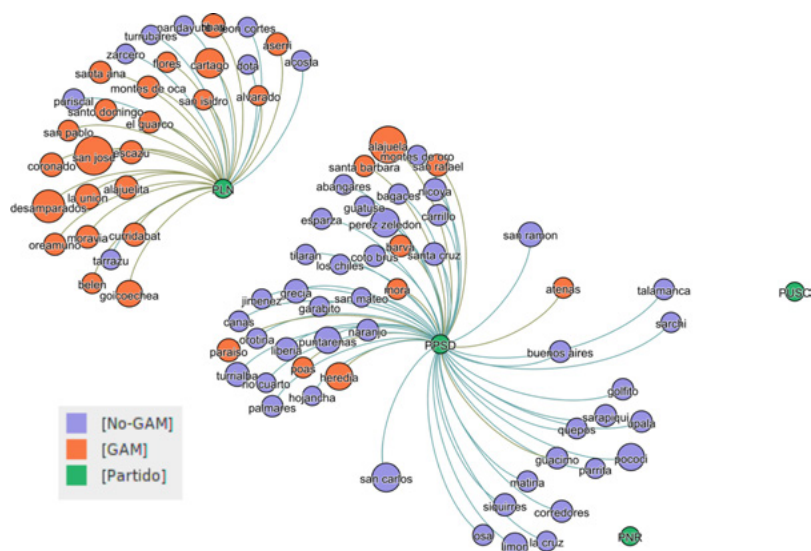 nandayure
leon cortes
turrubares
aserri
zarcero
flores
cartago
dota
acosta
santa ana
montes de oca
san isidro
alvarado
puriscal
santo domingo
el guarco
san pablo
san jose
escazu
coronado
PLN
la union
alajuelita
desamparados
oreamuno
moravia
curridabat
tarrazu
belen
goicoechea
alajuela
montes de oro
santa barbara
san rafael
abangares
bagaces
nicoya
guatuso
esparza
perez zeledon
carrillo
san ramon
barva
tilaran
coto brus
santa cruz
los chiles
mora
atenas
talamanca
PUSC
jimenez
grecia
san mateo
garabito
sarchi
canas
orotina
naranjo
puntarenas
PPSD
paraiso
liberia
buenos aires
turrialba
rio cuarto
poas
heredia
palmares
hojancha
golfito
sarapiqui
quepos
upala
guacimo
parrita
pococi
san carlos
matina
siquirres
corredores
osa
limon
la cruz
PNR
[No-GAM]
[GAM]
[Partido]